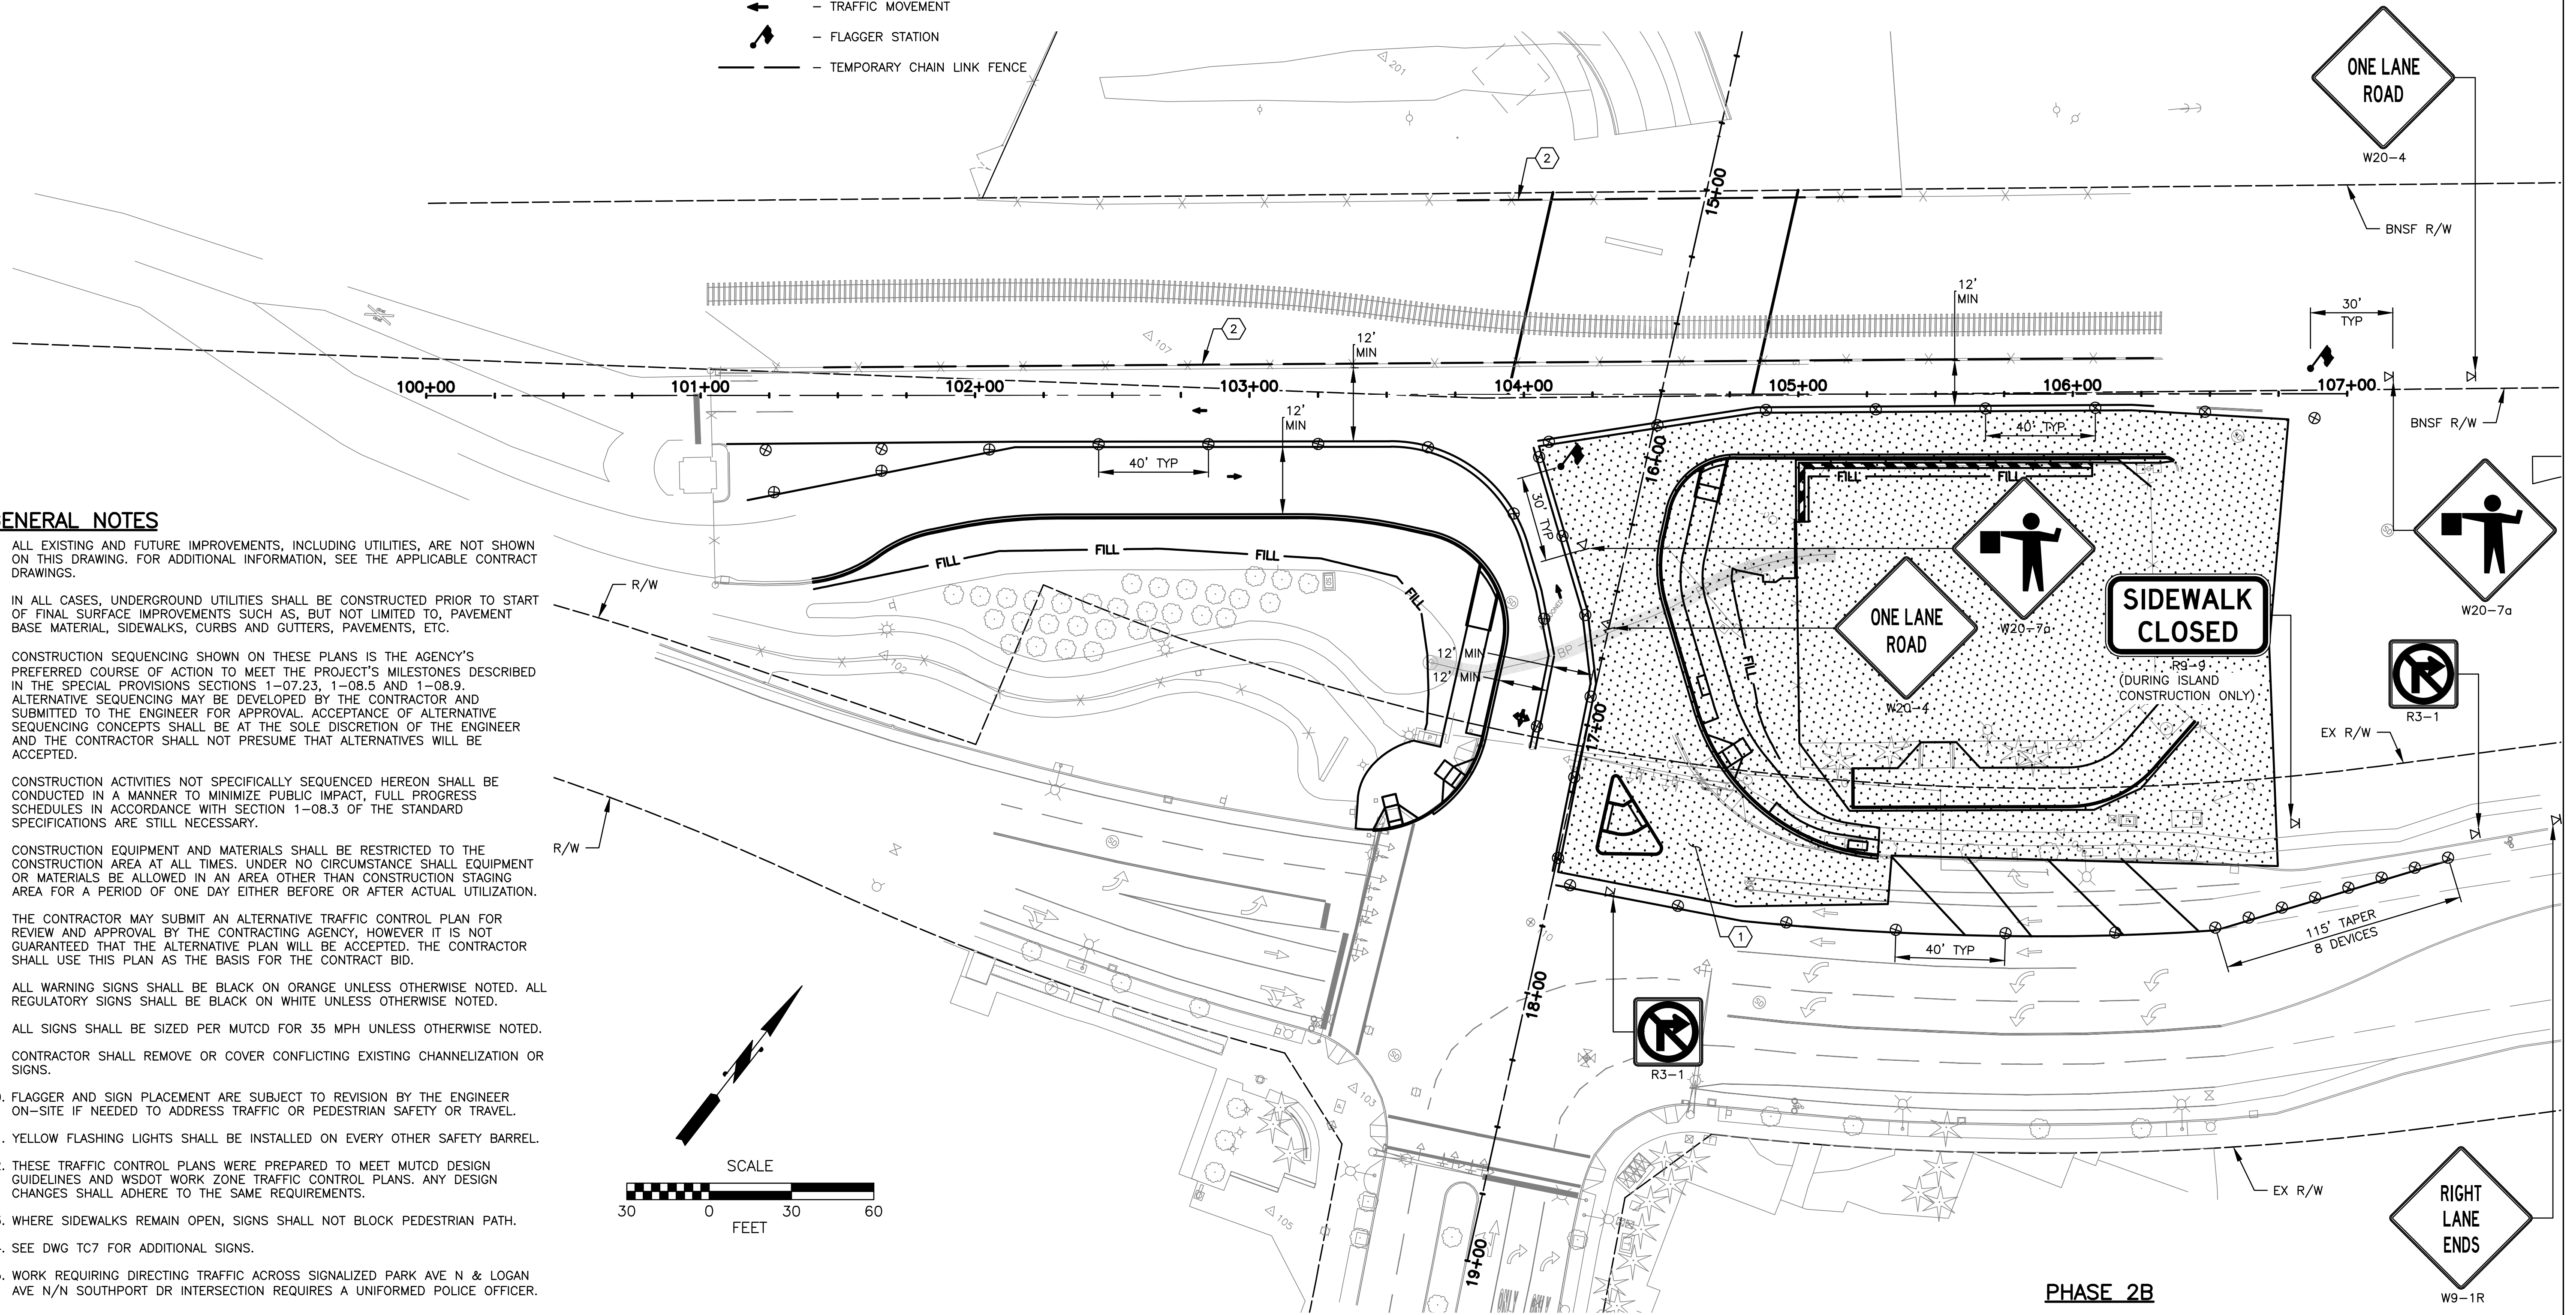 – TRAFFIC MOVEMENT
– FLAGGER STATION
– TEMPORARY CHAIN LINK FENCE
201
ONE LANE
ROAD
W20-4
2
15+00
BNSF R/W
30'
TYP
12'
MIN
2
107
12'
MIN
100+00
101+00
102+00
103+00
104+00
105+00
106+00
107+00
BNSF R/W
12'
MIN
40' TYP
40' TYP
16+00
FILL
FILL
30' TYP
W20-7a
W20-7a
ONE LANE
ROAD
W20-4
SIDEWALK
CLOSED
R9-9
(DURING ISLAND
CONSTRUCTION ONLY)
R3-1
EX R/W
FILL
FILL
FILL
FILL
FILL
BP
12' MIN
12' MIN
17+00
102
R/W
R/W
1
40' TYP
115' TAPER
8 DEVICES
SD
SD
SD
SD
110
18+00
R3-1
103
105
19+00
ONLY
ONLY
EX R/W
RIGHT
LANE
ENDS
W9-1R
PHASE 2B
ENERAL NOTES
ALL EXISTING AND FUTURE IMPROVEMENTS, INCLUDING UTILITIES, ARE NOT SHOWN
ON THIS DRAWING. FOR ADDITIONAL INFORMATION, SEE THE APPLICABLE CONTRACT
DRAWINGS.
IN ALL CASES, UNDERGROUND UTILITIES SHALL BE CONSTRUCTED PRIOR TO START
OF FINAL SURFACE IMPROVEMENTS SUCH AS, BUT NOT LIMITED TO, PAVEMENT
BASE MATERIAL, SIDEWALKS, CURBS AND GUTTERS, PAVEMENTS, ETC.
CONSTRUCTION SEQUENCING SHOWN ON THESE PLANS IS THE AGENCY'S
PREFERRED COURSE OF ACTION TO MEET THE PROJECT'S MILESTONES DESCRIBED
IN THE SPECIAL PROVISIONS SECTIONS 1-07.23, 1-08.5 AND 1-08.9.
ALTERNATIVE SEQUENCING MAY BE DEVELOPED BY THE CONTRACTOR AND
SUBMITTED TO THE ENGINEER FOR APPROVAL. ACCEPTANCE OF ALTERNATIVE
SEQUENCING CONCEPTS SHALL BE AT THE SOLE DISCRETION OF THE ENGINEER
AND THE CONTRACTOR SHALL NOT PRESUME THAT ALTERNATIVES WILL BE
ACCEPTED.
CONSTRUCTION ACTIVITIES NOT SPECIFICALLY SEQUENCED HEREON SHALL BE
CONDUCTED IN A MANNER TO MINIMIZE PUBLIC IMPACT, FULL PROGRESS
SCHEDULES IN ACCORDANCE WITH SECTION 1-08.3 OF THE STANDARD
SPECIFICATIONS ARE STILL NECESSARY.
CONSTRUCTION EQUIPMENT AND MATERIALS SHALL BE RESTRICTED TO THE
CONSTRUCTION AREA AT ALL TIMES. UNDER NO CIRCUMSTANCE SHALL EQUIPMENT
OR MATERIALS BE ALLOWED IN AN AREA OTHER THAN CONSTRUCTION STAGING
AREA FOR A PERIOD OF ONE DAY EITHER BEFORE OR AFTER ACTUAL UTILIZATION.
THE CONTRACTOR MAY SUBMIT AN ALTERNATIVE TRAFFIC CONTROL PLAN FOR
REVIEW AND APPROVAL BY THE CONTRACTING AGENCY, HOWEVER IT IS NOT
GUARANTEED THAT THE ALTERNATIVE PLAN WILL BE ACCEPTED. THE CONTRACTOR
SHALL USE THIS PLAN AS THE BASIS FOR THE CONTRACT BID.
ALL WARNING SIGNS SHALL BE BLACK ON ORANGE UNLESS OTHERWISE NOTED. ALL
REGULATORY SIGNS SHALL BE BLACK ON WHITE UNLESS OTHERWISE NOTED.
ALL SIGNS SHALL BE SIZED PER MUTCD FOR 35 MPH UNLESS OTHERWISE NOTED.
CONTRACTOR SHALL REMOVE OR COVER CONFLICTING EXISTING CHANNELIZATION OR
SIGNS.
. FLAGGER AND SIGN PLACEMENT ARE SUBJECT TO REVISION BY THE ENGINEER
ON-SITE IF NEEDED TO ADDRESS TRAFFIC OR PEDESTRIAN SAFETY OR TRAVEL.
. YELLOW FLASHING LIGHTS SHALL BE INSTALLED ON EVERY OTHER SAFETY BARREL.
. THESE TRAFFIC CONTROL PLANS WERE PREPARED TO MEET MUTCD DESIGN
GUIDELINES AND WSDOT WORK ZONE TRAFFIC CONTROL PLANS. ANY DESIGN
CHANGES SHALL ADHERE TO THE SAME REQUIREMENTS.
. WHERE SIDEWALKS REMAIN OPEN, SIGNS SHALL NOT BLOCK PEDESTRIAN PATH.
. SEE DWG TC7 FOR ADDITIONAL SIGNS.
. WORK REQUIRING DIRECTING TRAFFIC ACROSS SIGNALIZED PARK AVE N & LOGAN
AVE N/N SOUTHPORT DR INTERSECTION REQUIRES A UNIFORMED POLICE OFFICER.
SCALE
30 0 30 60
FEET